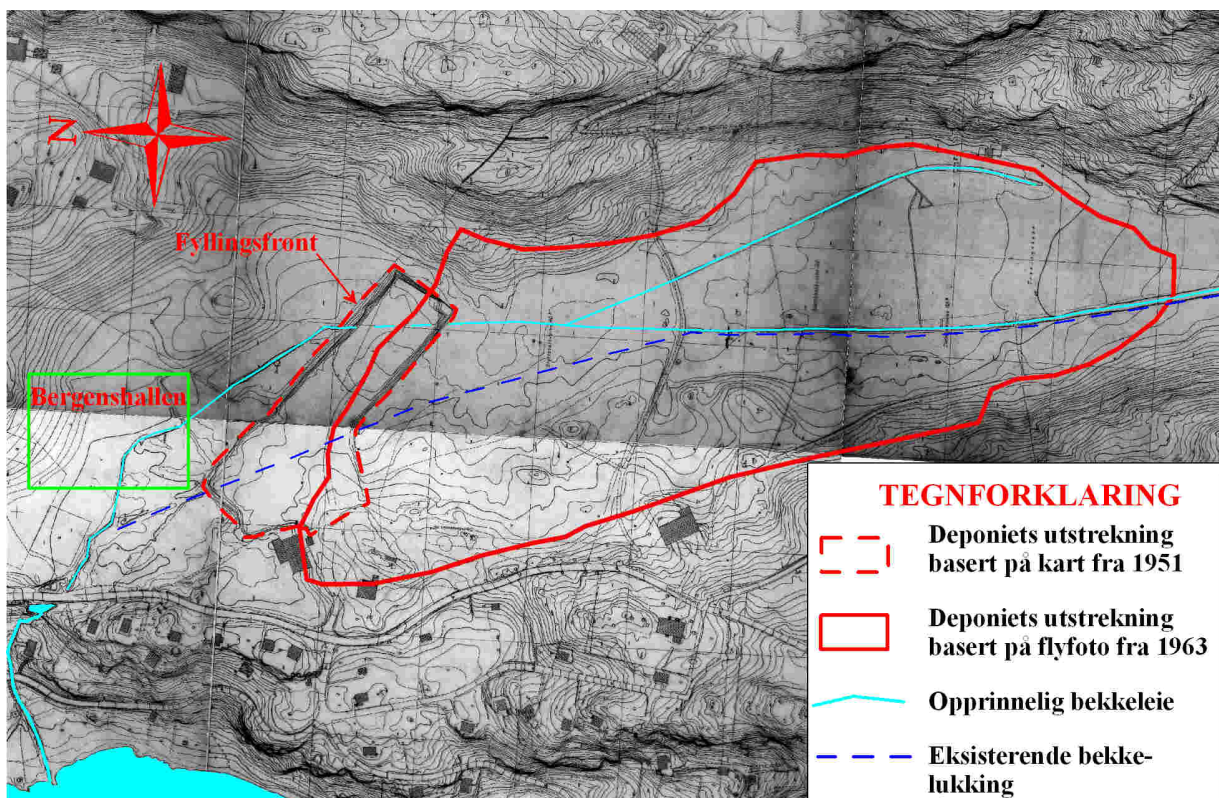 N
Fyllingsfront
Bergenshallen
TEGNFORKLARING
Deponiets utstrekning
basert på kart fra 1951
Deponiets utstrekning
basert på flyfoto fra 1963
Opprinnelig bekkeleie
Eksisterende bekke-
lukking